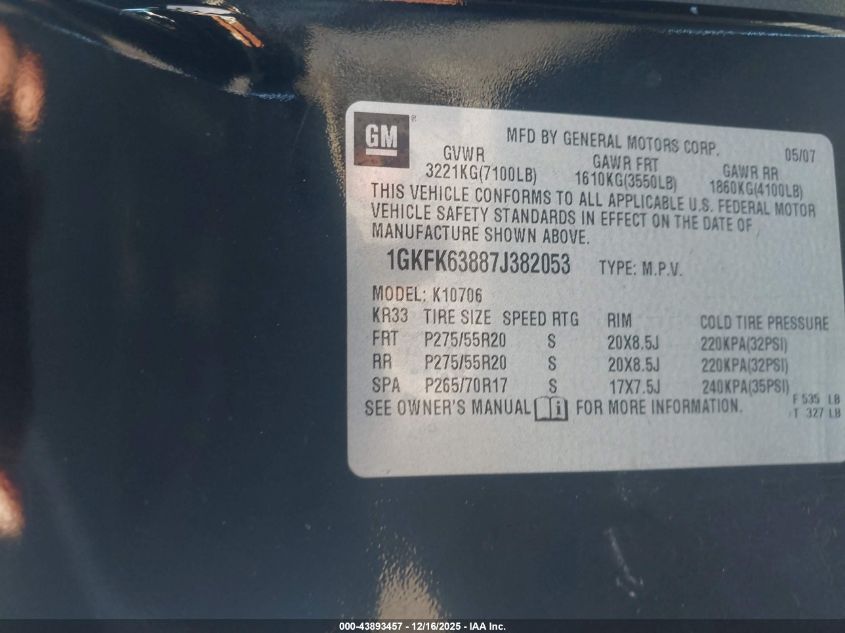 GM ®
MFD BY GENERAL MOTORS CORP. 05/07
GVWR GAWR FRT GAWR RR
3221KG(7100LB) 1610KG(3550LB) 1860KG(4100LB)
THIS VEHICLE CONFORMS TO ALL APPLICABLE U.S. FEDERAL MOTOR
VEHICLE SAFETY STANDARDS IN EFFECT ON THE DATE OF
MANUFACTURE SHOWN ABOVE.
1GKFK63887J382053 TYPE: M.P.V.
MODEL: K10706
KR33 TIRE SIZE SPEED RTG RIM COLD TIRE PRESSURE
FRT P275/55R20 S 20X8.5J 220KPA(32PSI)
RR P275/55R20 S 20X8.5J 220KPA(32PSI)
SPA P265/70R17 S 17X7.5J 240KPA(35PSI)
SEE OWNER'S MANUAL i FOR MORE INFORMATION.
F 535 LB
T 327 LB
000-43893457 - 12/16/2025 - IAA Inc.